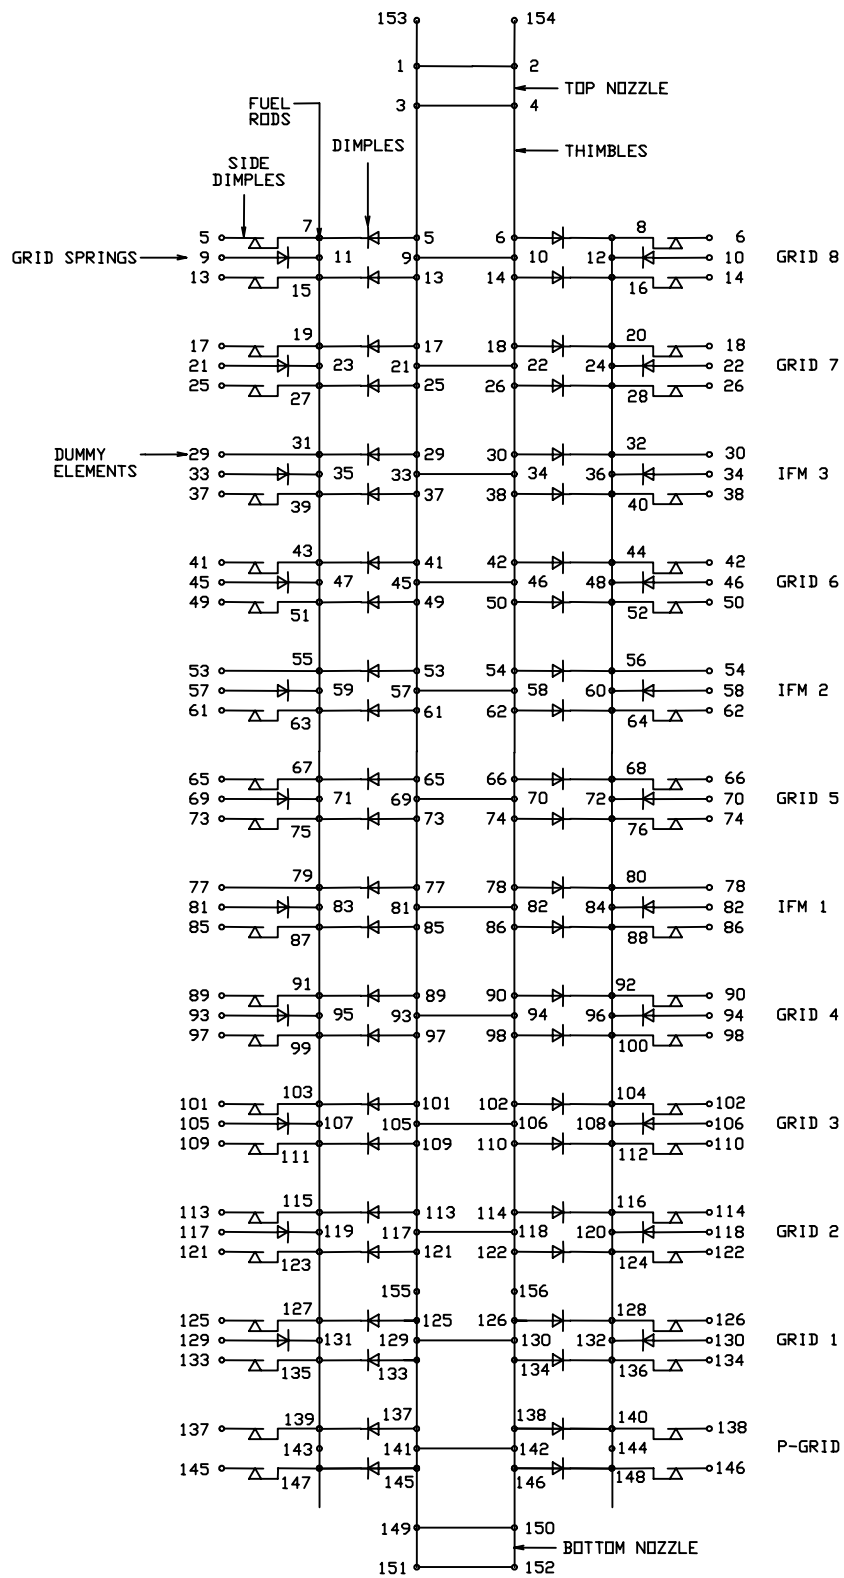 153 154
1 2
TOP NOZZLE
FUEL 3 4
RODS
DIMPLES THIMBLES
SIDE
DIMPLES
7 8
5 5 6 6
GRID SPRINGS 9 11 9 10 12 10 GRID 8
13 13 14 14
15 16
19 20
17 17 18 18
21 23 21 22 24 22 GRID 7
25 25 26 26
27 28
31 32
DUMMY 29 29 30 30
ELEMENTS 33 35 33 34 36 34 IFM 3
37 37 38 38
39 40
43 44
41 41 42 42
45 47 45 46 48 46 GRID 6
49 49 50 50
51 52
55 56
53 53 54 54
57 59 57 58 60 58 IFM 2
61 61 62 62
63 64
67 68
65 65 66 66
69 71 69 70 72 70 GRID 5
73 73 74 74
75 76
79 80
77 77 78 78
81 83 81 82 84 82 IFM 1
85 85 86 86
87 88
91 92
89 89 90 90
93 95 93 94 96 94 GRID 4
97 97 98 98
99 100
103 104
101 101 102 102
105 107 105 106 108 106 GRID 3
109 109 110 110
111 112
115 116
113 113 114 114
117 119 117 118 120 118 GRID 2
121 121 122 122
123 124
155 156
127 128
125 125 126 126
129 131 129 130 132 130 GRID 1
133 134
135 133 134 136
139 137 138 140
137 138
143 141 142 144 P-GRID
145 146
147 145 146 148
149 150
BOTTOM NOZZLE
151 152